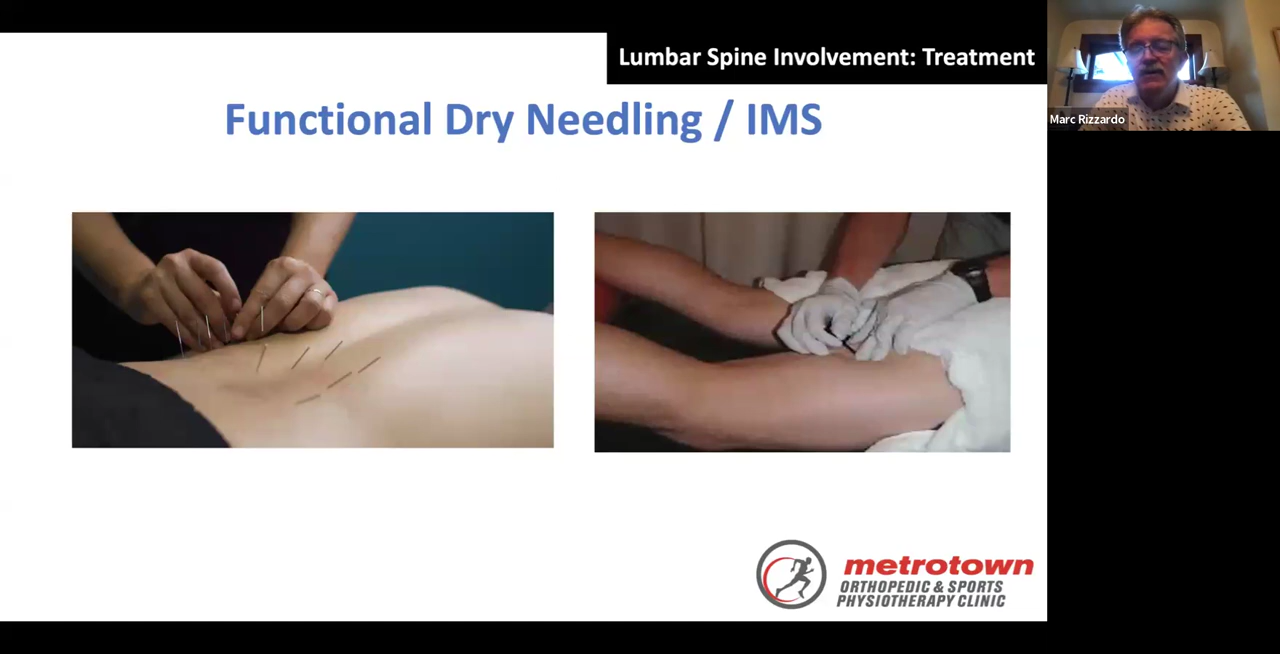 Lumbar Spine Involvement: Treatment
Functional Dry Needling / IMS
Marc Rizzardo
metrotown
ORTHOPEDIC & SPORTS
PHYSIOTHERAPY CLINIC